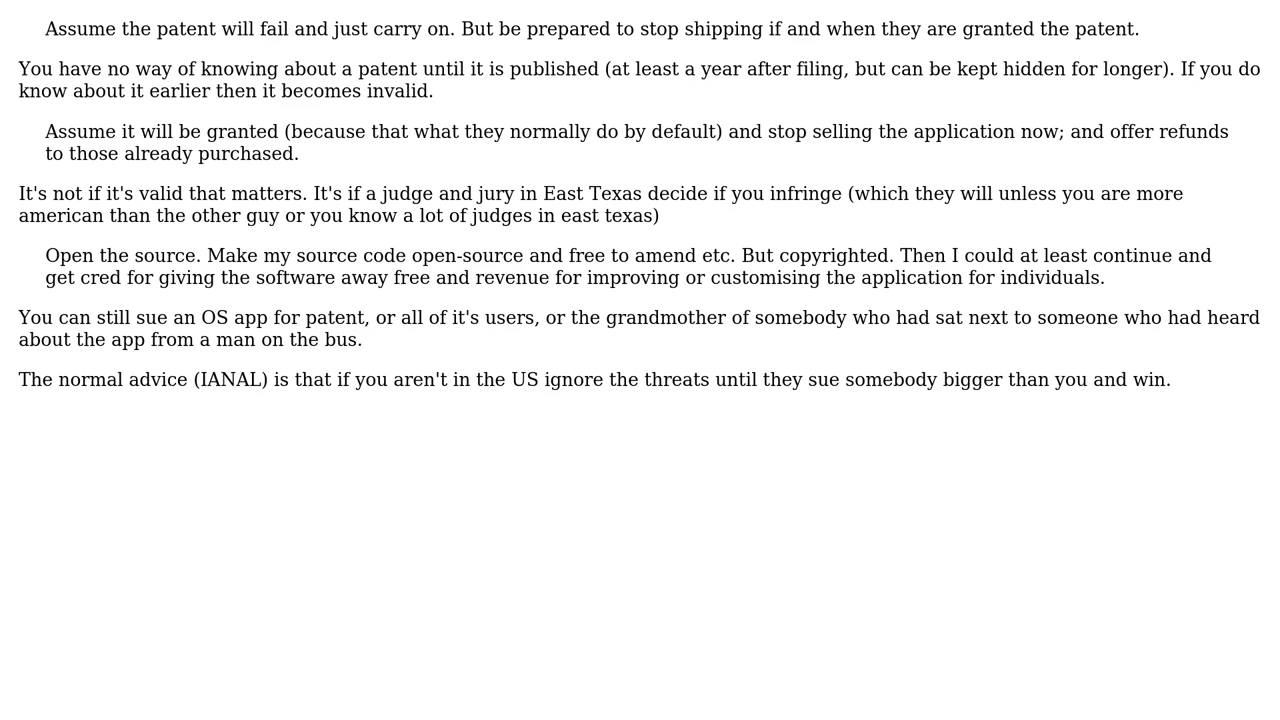 Assume the patent will fail and just carry on. But be prepared to stop shipping if and when they are granted the patent.
You have no way of knowing about a patent until it is published (at least a year after filing, but can be kept hidden for longer). If you do
know about it earlier then it becomes invalid.
Assume it will be granted (because that what they normally do by default) and stop selling the application now; and offer refunds
to those already purchased.
It's not if it's valid that matters. It's if a judge and jury in East Texas decide if you infringe (which they will unless you are more
american than the other guy or you know a lot of judges in east texas)
Open the source. Make my source code open-source and free to amend etc. But copyrighted. Then I could at least continue and
get cred for giving the software away free and revenue for improving or customising the application for individuals.
You can still sue an OS app for patent, or all of it's users, or the grandmother of somebody who had sat next to someone who had heard
about the app from a man on the bus.
The normal advice (IANAL) is that if you aren't in the US ignore the threats until they sue somebody bigger than you and win.